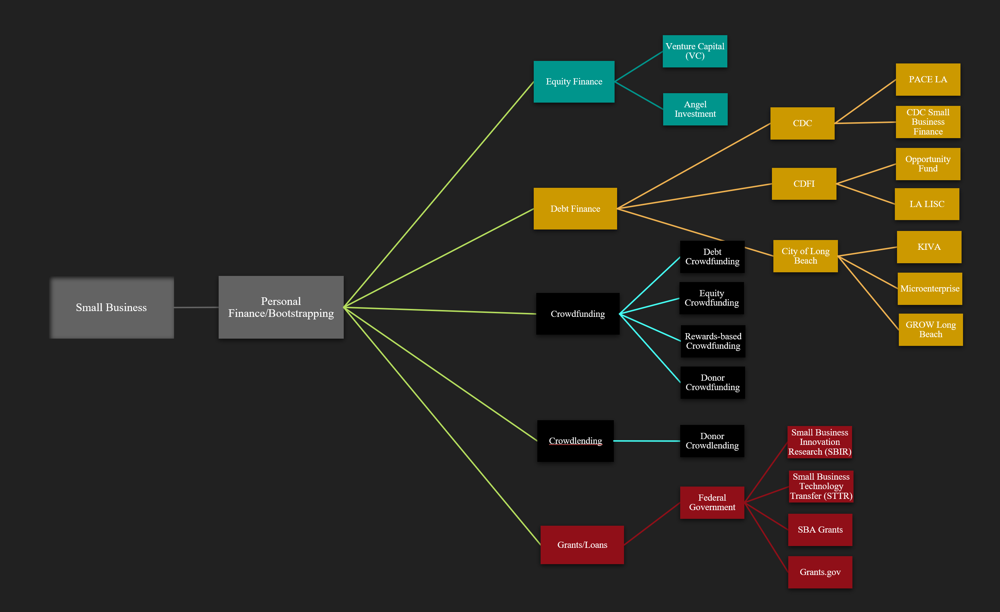 Small Business
Personal
Finance/Bootstrapping
Equity Finance
Venture Capital
(VC)
Angel
Investment
Debt Finance
CDC
PACE LA
CDC Small
Business
Finance
CDFI
Opportunity
Fund
LA LISC
City of Long
Beach
KIVA
Microenterprise
GROW Long
Beach
Crowdfunding
Debt
Crowdfunding
Equity
Crowdfunding
Rewards-based
Crowdfunding
Donor
Crowdfunding
Crowdlending
Donor
Crowdlending
Grants/Loans
Federal
Government
Small Business
Innovation
Research (SBIR)
Small Business
Technology
Transfer (STTR)
SBA Grants
Grants.gov